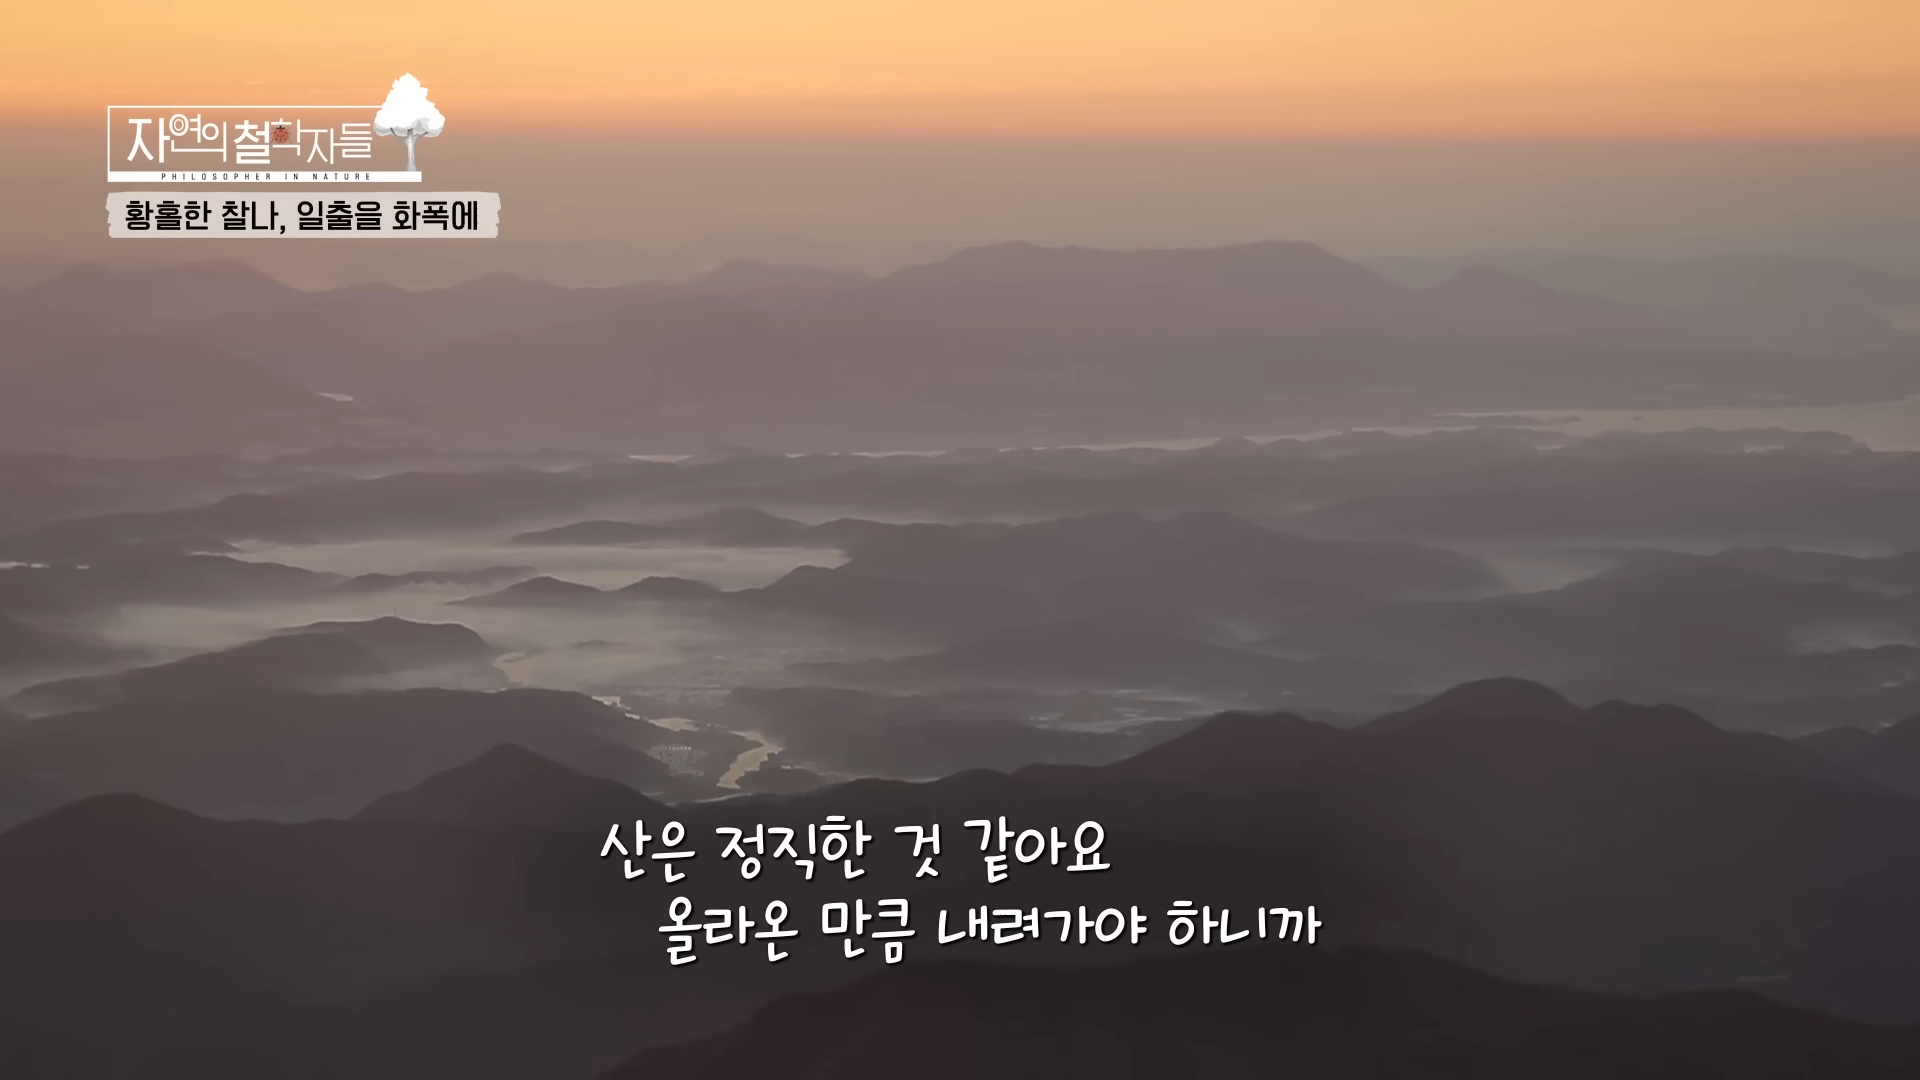 자연의 철학자들
PHILOSOPHER IN NATURE
황홀한 찰나, 일출을 화폭에
산은 정직한 것 같아요
올라온 만큼 내려가야 하니까